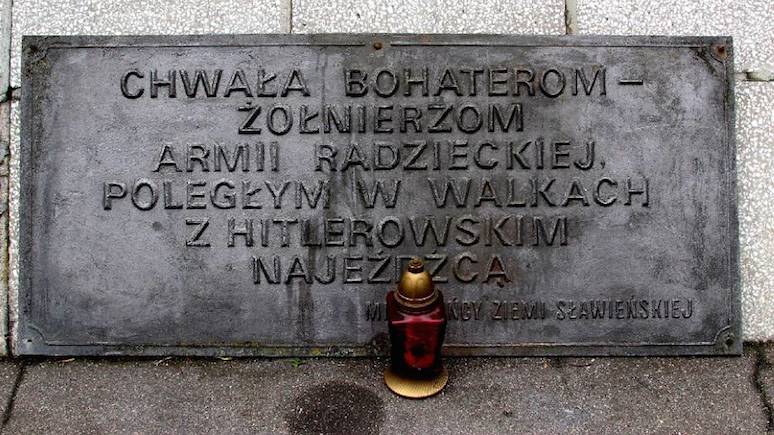 CHWAŁA BOHATEROM –
ŻOŁNIERZOM
ARMII RADZIECKIEJ,
POLEGŁYM W WALKACH
Z HITLEROWSKIM
NAJEŹDŹCĄ
ZIEMI SŁAWIEŃSKIEJ